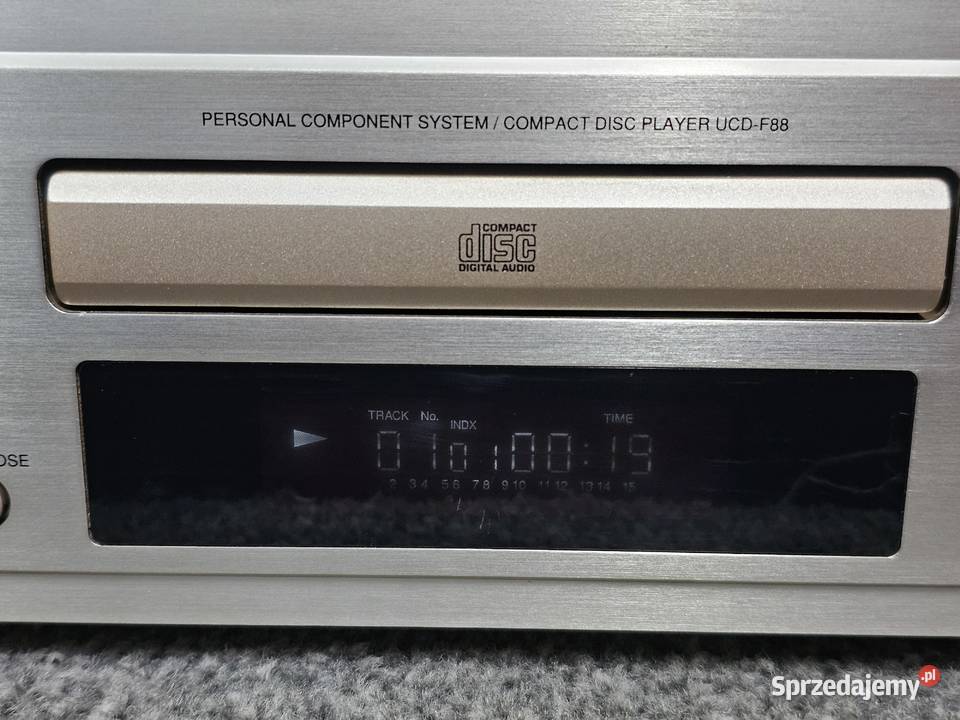 PERSONAL COMPONENT SYSTEM / COMPACT DISC PLAYER UCD-F88
COMPACT
disc
DIGITAL AUDIO
TRACK No. INDX TIME
01 01 00:19
2 3 4 5 6 7 8 9 10 11 12 13 14 15
OSE
Sprzedajemy.pl